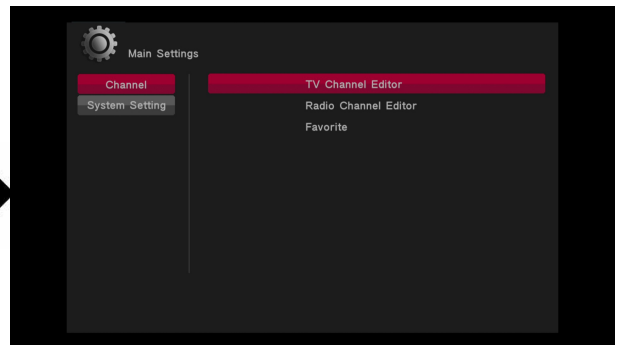 Main Settings
Channel
System Setting
TV Channel Editor
Radio Channel Editor
Favorite